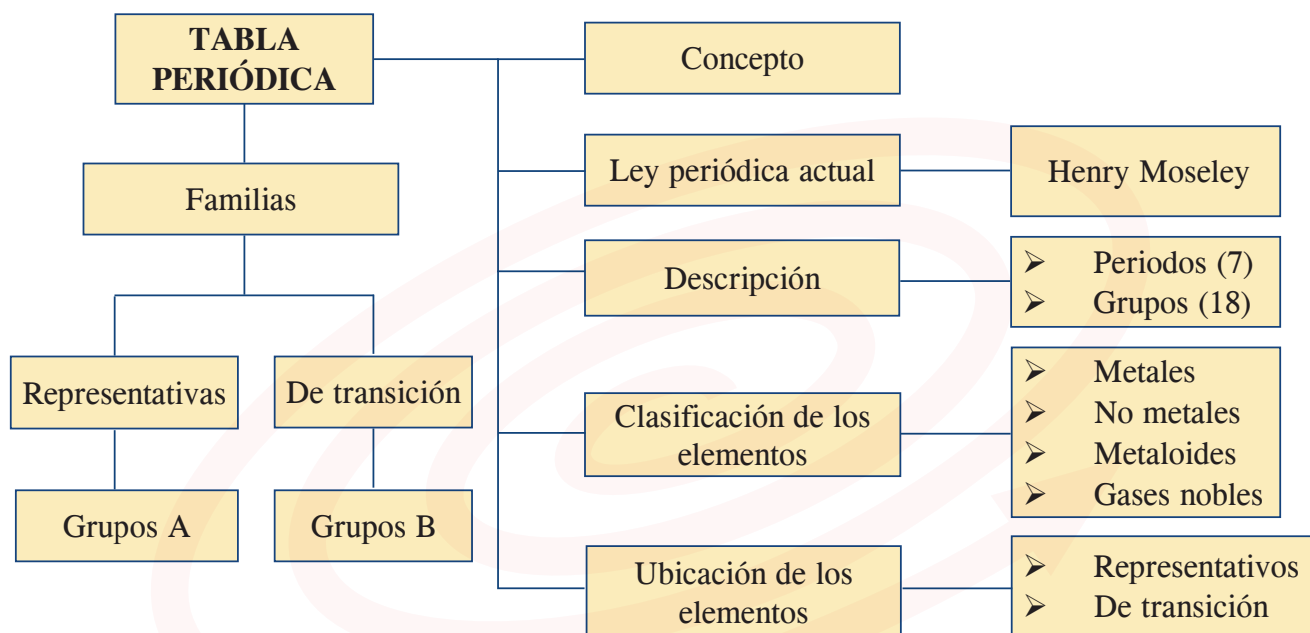 TABLA
PERIÓDICA
Familias
Representativas
De transición
Grupos A
Grupos B
Concepto
Ley periódica actual
Henry Moseley
Descripción
➢ Periodos (7)
➢ Grupos (18)
Clasificación de los
elementos
➢ Metales
➢ No metales
➢ Metaloides
➢ Gases nobles
Ubicación de los
elementos
➢ Representativos
➢ De transición